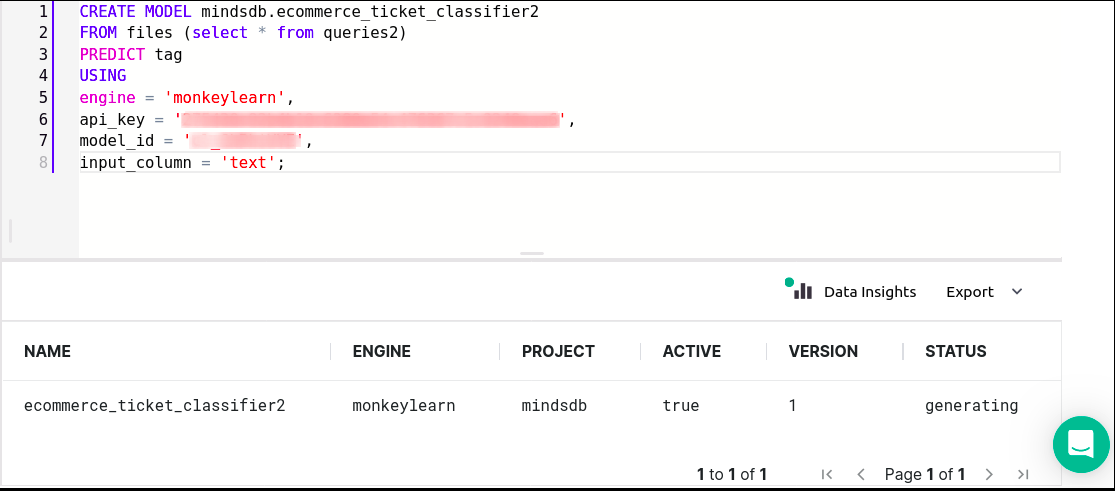 1 CREATE MODEL mindsdb.ecommerce_ticket_classifier2
2 FROM files (select * from queries2)
3 PREDICT tag
4 USING
5 engine = 'monkeylearn',
6 api_key = '',
7 model_id = '',
8 input_column = 'text';
Data Insights Export
NAME ENGINE PROJECT ACTIVE VERSION STATUS
ecommerce_ticket_classifier2 monkeylearn mindsdb true 1 generating
1 to 1 of 1 Page 1 of 1